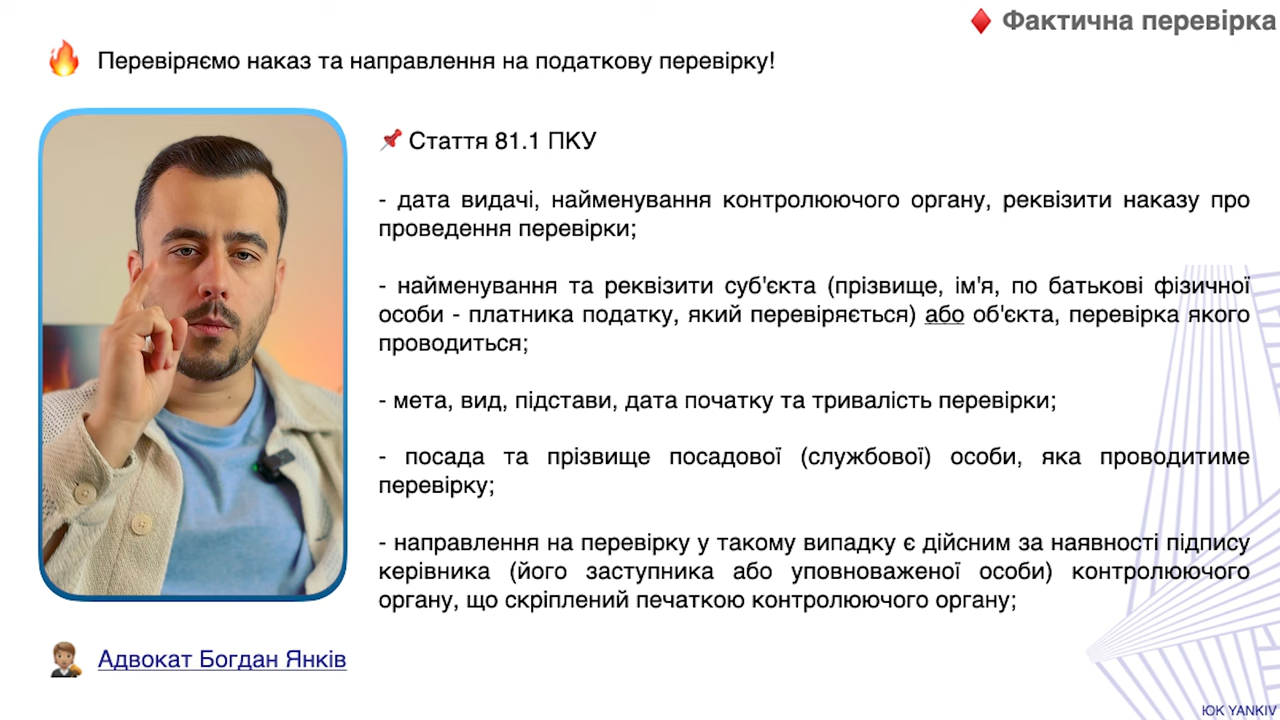 Фактична перевірка
Перевіряємо наказ та направлення на податкову перевірку!
Стаття 81.1 ПКУ
- дата видачі, найменування контролюючого органу, реквізити наказу про
проведення перевірки;
- найменування та реквізити суб'єкта (прізвище, ім'я, по батькові фізичної
особи - платника податку, який перевіряється) або об'єкта, перевірка якого
проводиться;
- мета, вид, підстави, дата початку та тривалість перевірки;
- посада та прізвище посадової (службової) особи, яка проводитиме
перевірку;
- направлення на перевірку у такому випадку є дійсним за наявності підпису
керівника (його заступника або уповноваженої особи) контролюючого
органу, що скріплений печаткою контролюючого органу;
Адвокат Богдан Янків
ЮК YANKIV